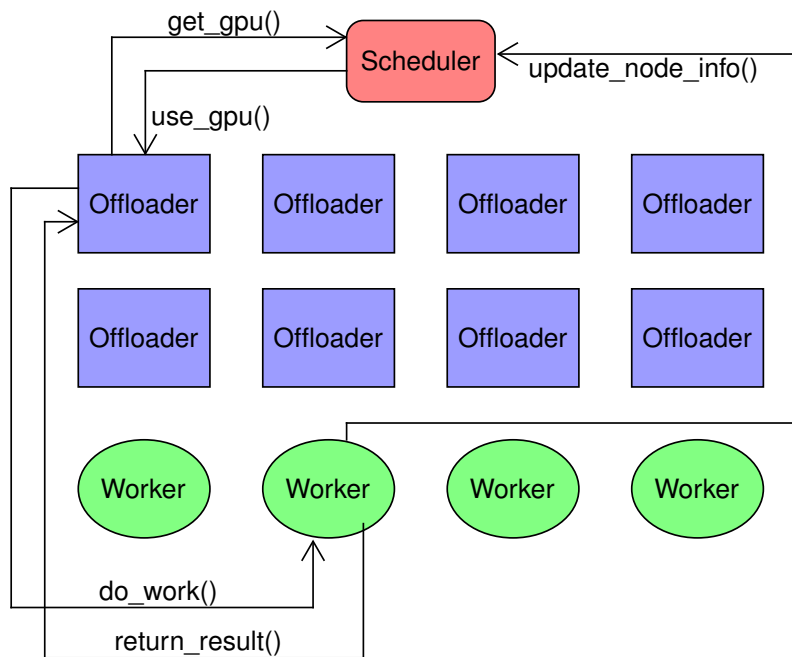 get_gpu()
Scheduler
update_node_info()
use_gpu()
Offloader Offloader Offloader Offloader
Offloader Offloader Offloader Offloader
Worker Worker Worker Worker
do_work()
return_result()